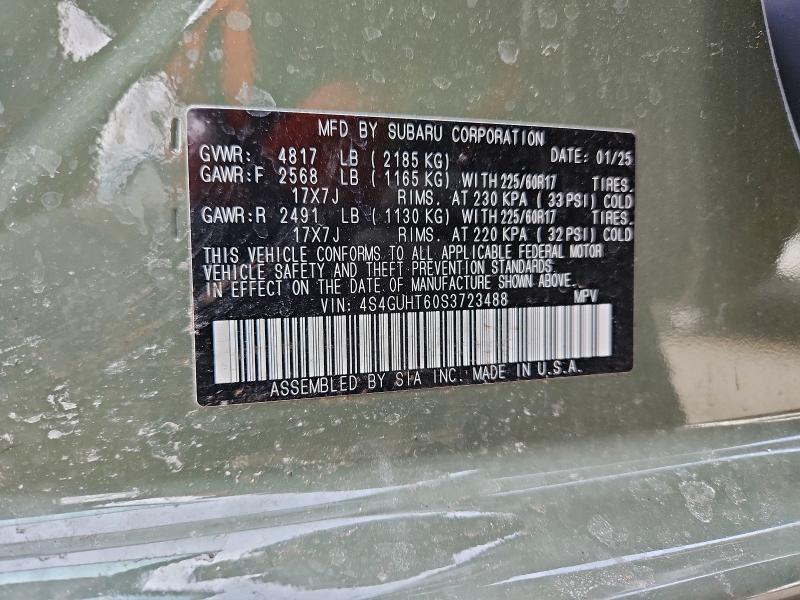 MFD BY SUBARU CORPORATION
GVWR: 4817 LB ( 2185 KG) DATE: 01/25
GAWR:F 2568 LB ( 1165 KG) WITH 225/60R17 TIRES.
17X7J RIMS. AT 230 KPA ( 33 PSI) COLD
GAWR:R 2491 LB ( 1130 KG) WITH 225/60R17 TIRES.
17X7J RIMS. AT 220 KPA ( 32 PSI) COLD
THIS VEHICLE CONFORMS TO ALL APPLICABLE FEDERAL MOTOR
VEHICLE SAFETY AND THEFT PREVENTION STANDARDS
IN EFFECT ON THE DATE OF MANUFACTURE SHOWN ABOVE.
VIN: 4S4GUHT60S3723488 MPV
ASSEMBLED BY SIA INC. MADE IN U.S.A.